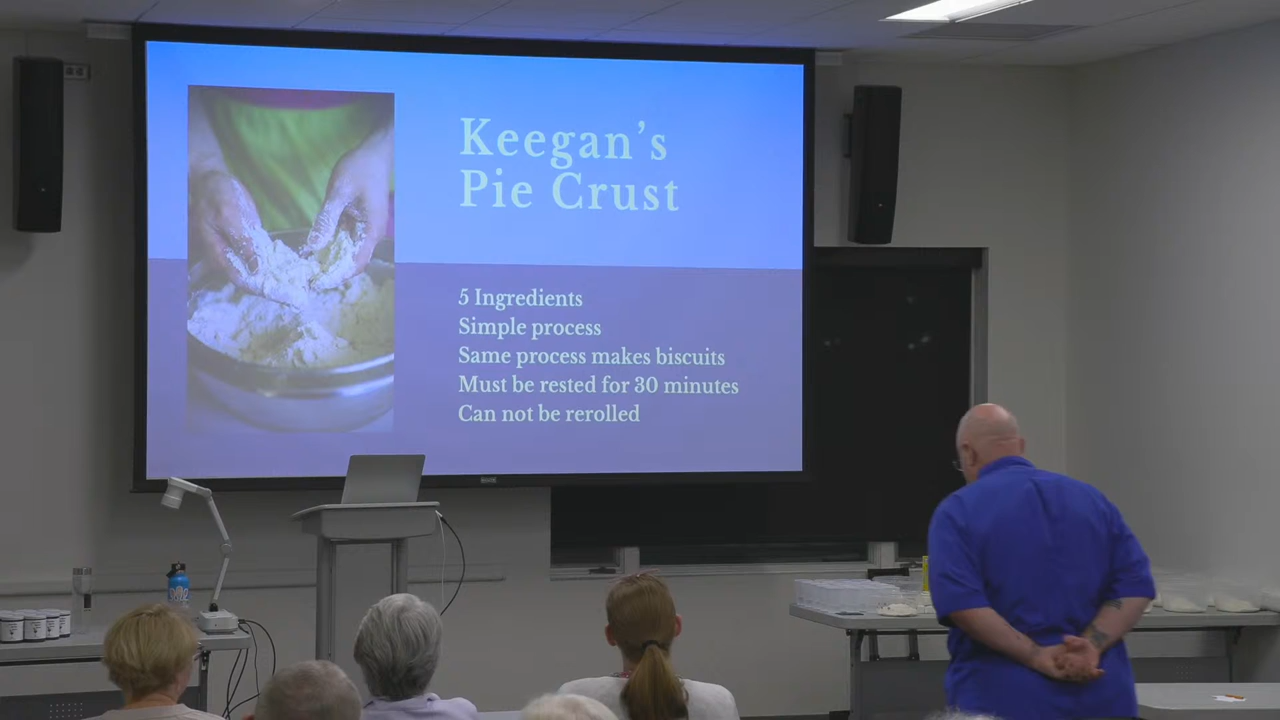 Keegan's
Pie Crust
5 Ingredients
Simple process
Same process makes biscuits
Must be rested for 30 minutes
Can not be rerolled